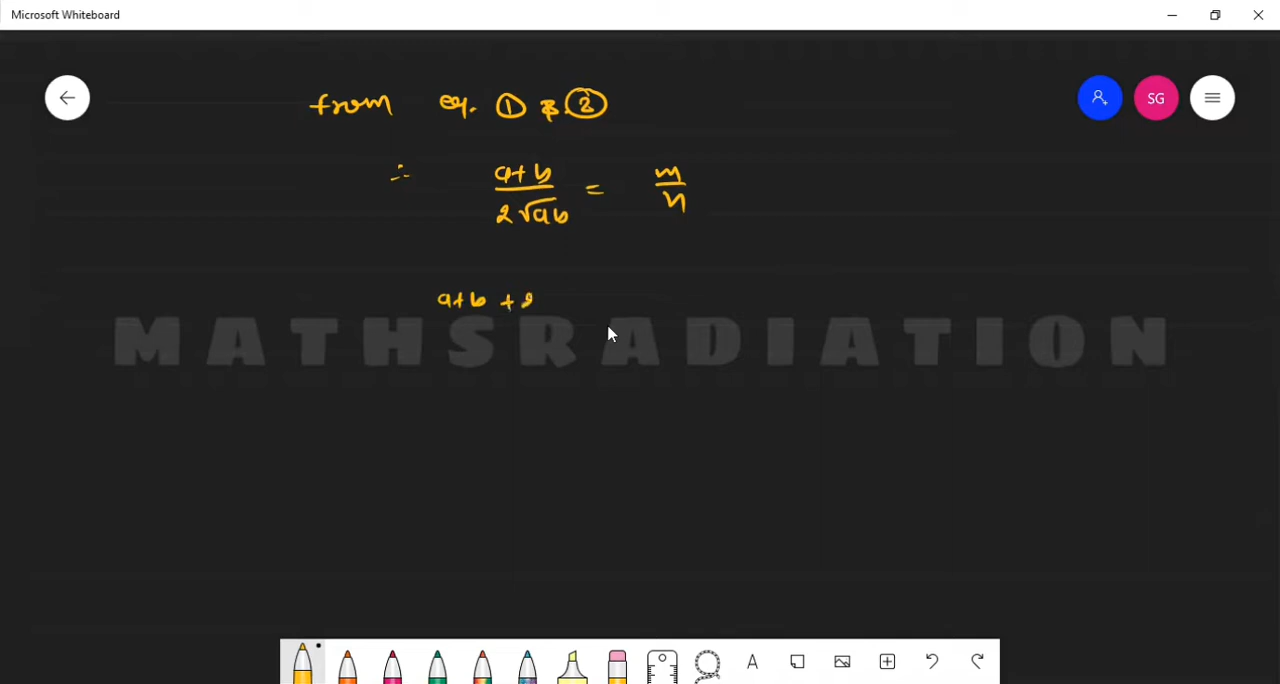 Microsoft Whiteboard
from eq. ① & ②
SG
∴ a+b/2√ab = m/n
a+b +2
MATHSRADIATION
A